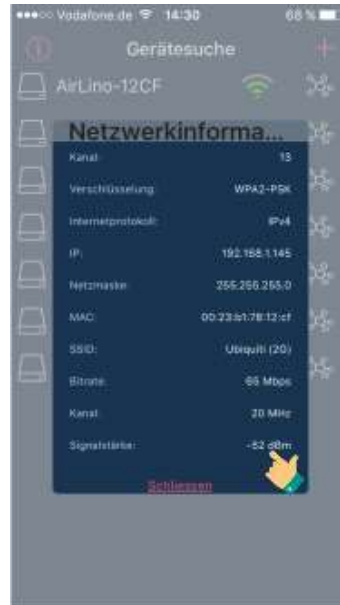 Vodafone.de 14:30 68 %
Gerätesuche
AirLino-12CF
Netzwerkinforma...
Kanal: 13
Verschlüsselung: WPA2-PSK
Internetprotokoll: IPv4
IP: 192.168.1.145
Netzmaske: 255.255.255.0
MAC: 00:23:b1:78:12:cf
SSID: Ubiquiti (2G)
Bitrate: 65 Mbps
Kanal: 20 MHz
Signalstärke: -52 dBm
Schliessen